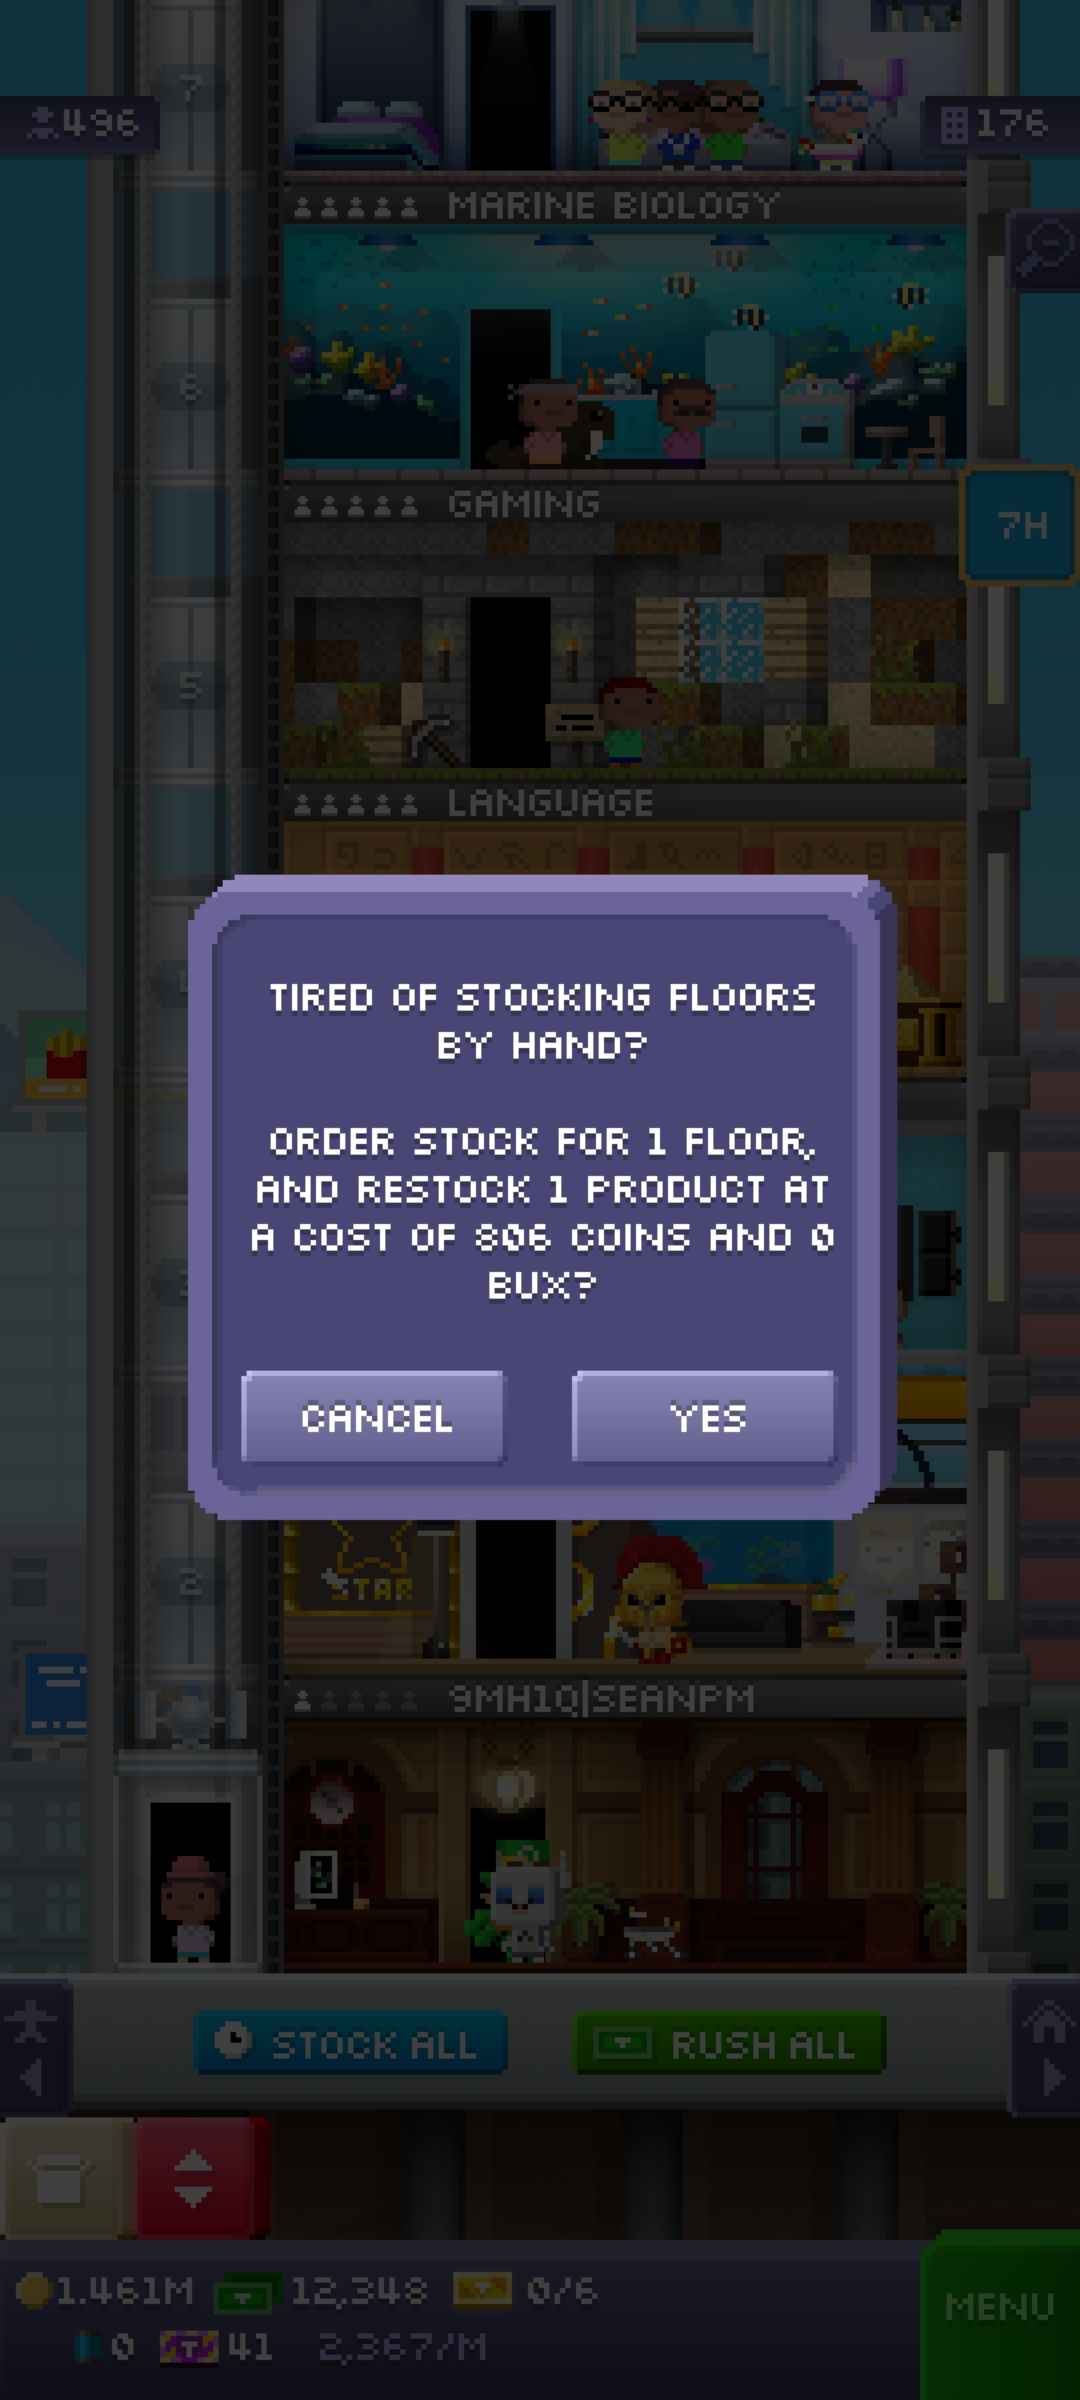 7
496
176
MARINE BIOLOGY
6
GAMING
7H
5
LANGUAGE
TIRED OF STOCKING FLOORS
BY HAND?
ORDER STOCK FOR 1 FLOOR,
AND RESTOCK 1 PRODUCT AT
A COST OF 806 COINS AND 0
BUX?
CANCEL
YES
2
STAR
9MH1Q|SEANPM
STOCK ALL
RUSH ALL
1.461M
12,348
0/6
MENU
0
41
2,367/M